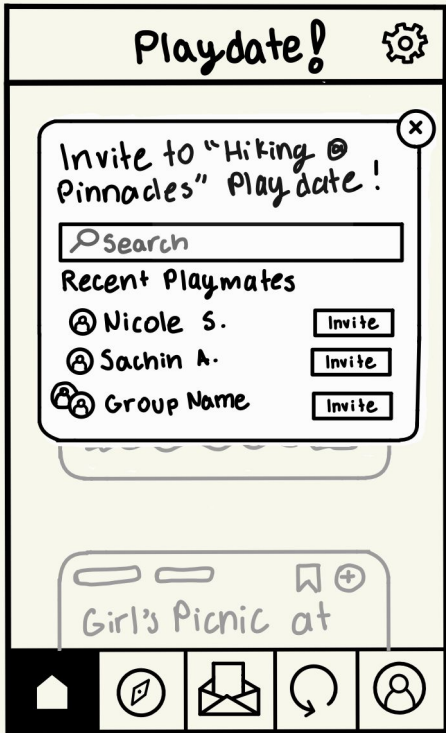 Playdate!
Invite to "Hiking @
Pinnacles" Playdate!
Search
Recent Playmates
Nicole S. Invite
Sachin A. Invite
Group Name Invite
Girl's Picnic at